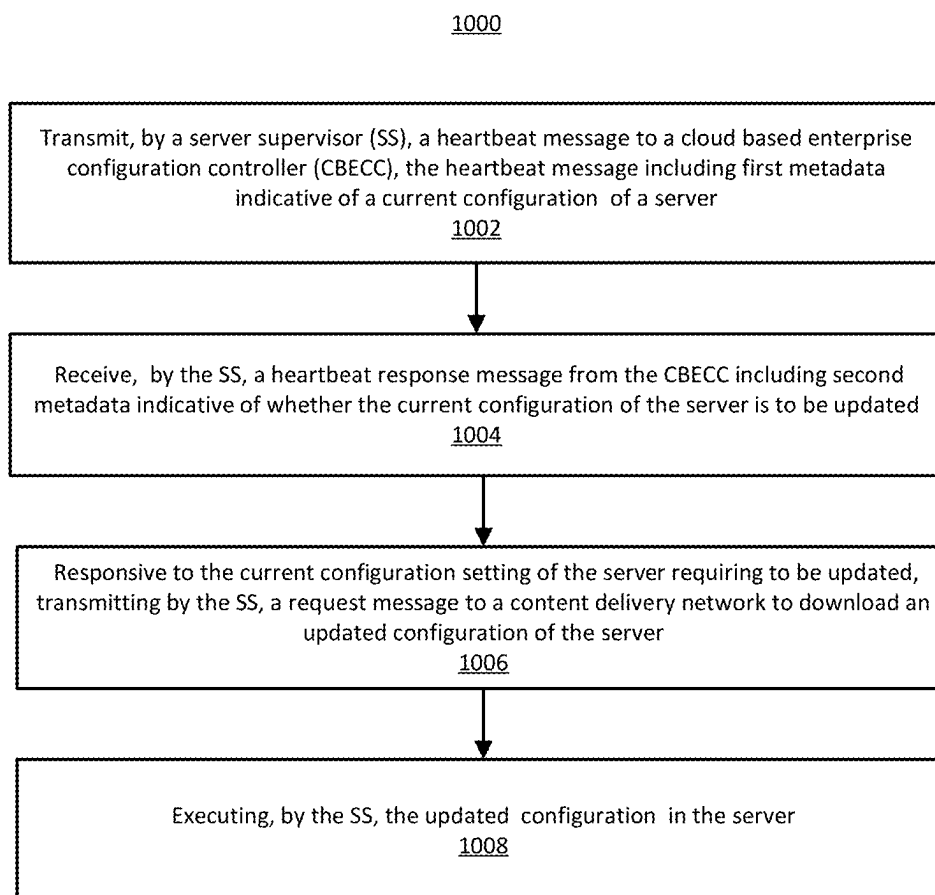 1000
Transmit, by a server supervisor (SS), a heartbeat message to a cloud based enterprise
configuration controller (CBECC), the heartbeat message including first metadata
indicative of a current configuration of a server
1002
Receive, by the SS, a heartbeat response message from the CBECC including second
metadata indicative of whether the current configuration of the server is to be updated
1004
Responsive to the current configuration setting of the server requiring to be updated,
transmitting by the SS, a request message to a content delivery network to download an
updated configuration of the server
1006
Executing, by the SS, the updated configuration in the server
1008